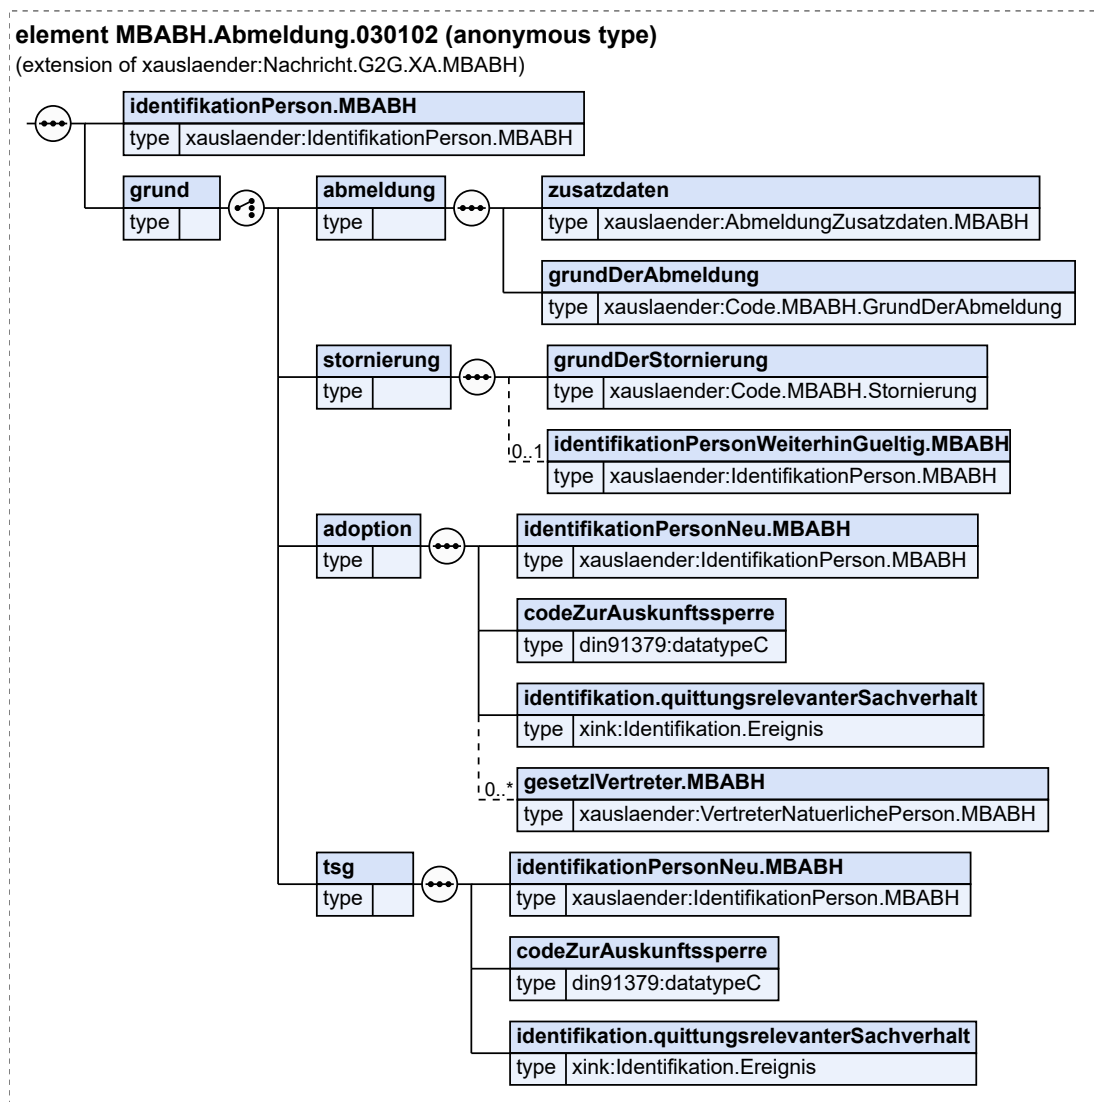 element MBABH.Abmeldung.030102 (anonymous type)
(extension of xauslaender:Nachricht.G2G.XA.MBABH)
identifikationPerson.MBABH
type xauslaender:IdentifikationPerson.MBABH
grund
type
abmeldung
type
zusatzdaten
type xauslaender:AbmeldungZusatzdaten.MBABH
grundDerAbmeldung
type xauslaender:Code.MBABH.GrundDerAbmeldung
stornierung
type
grundDerStornierung
type xauslaender:Code.MBABH.Stornierung
0..1
identifikationPersonWeiterhinGueltig.MBABH
type xauslaender:IdentifikationPerson.MBABH
adoption
type
identifikationPersonNeu.MBABH
type xauslaender:IdentifikationPerson.MBABH
codeZurAuskunftssperre
type din91379:datatypeC
identifikation.quittungsrelevanterSachverhalt
type xink:Identifikation.Ereignis
0..*
gesetzlVertreter.MBABH
type xauslaender:VertreterNatuerlichePerson.MBABH
tsg
type
identifikationPersonNeu.MBABH
type xauslaender:IdentifikationPerson.MBABH
codeZurAuskunftssperre
type din91379:datatypeC
identifikation.quittungsrelevanterSachverhalt
type xink:Identifikation.Ereignis